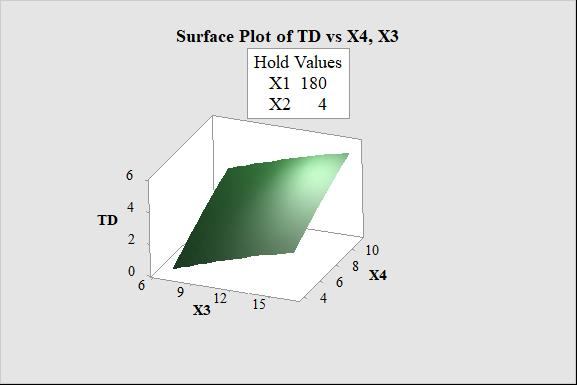 Surface Plot of TD vs X4, X3
Hold Values
X1 180
X2 4
6
4
2
0
TD
6
9
12
15
X3
4
6
8
10
X4